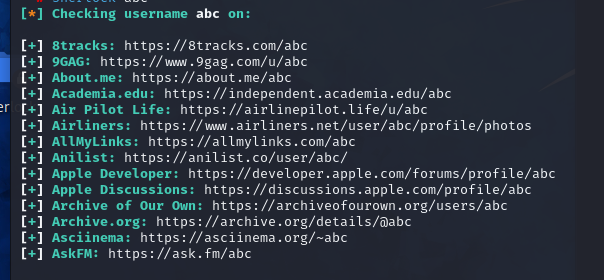 [*] Checking username abc on:
[+] 8tracks: https://8tracks.com/abc
[+] 9GAG: https://www.9gag.com/u/abc
[+] About.me: https://about.me/abc
[+] Academia.edu: https://independent.academia.edu/abc
[+] Air Pilot Life: https://airlinepilot.life/u/abc
[+] Airliners: https://www.airliners.net/user/abc/profile/photos
[+] AllMyLinks: https://allmylinks.com/abc
[+] Anilist: https://anilist.co/user/abc/
[+] Apple Developer: https://developer.apple.com/forums/profile/abc
[+] Apple Discussions: https://discussions.apple.com/profile/abc
[+] Archive of Our Own: https://archiveofourown.org/users/abc
[+] Archive.org: https://archive.org/details/@abc
[+] Asciinema: https://asciinema.org/~abc
[+] AskFM: https://ask.fm/abc